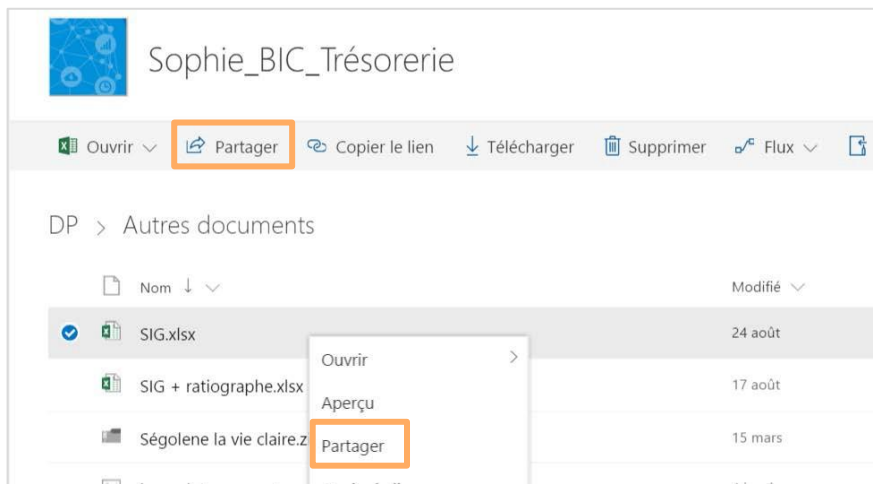 Sophie_BIC_Trésorerie
Ouvrir Partager Copier le lien Télécharger Supprimer Flux
DP > Autres documents
Nom Modifié
SIG.xlsx 24 août
Ouvrir
SIG + ratiographe.xlsx 17 août
Aperçu
Ségolene la vie claire.z 15 mars
Partager